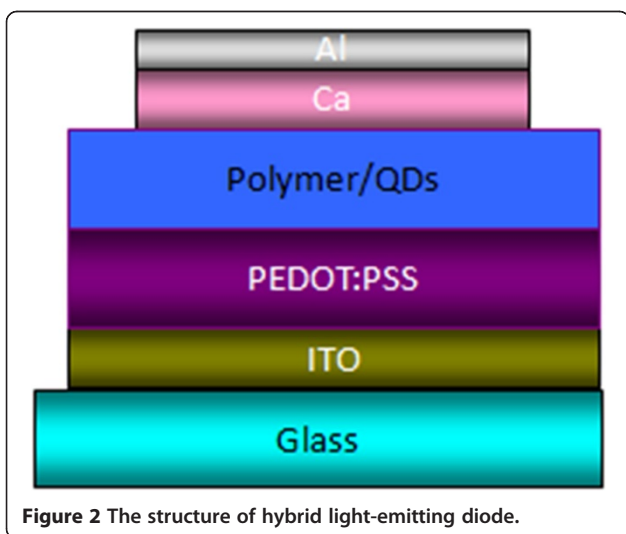 Al
Ca
Polymer/QDs
PEDOT:PSS
ITO
Glass
Figure 2 The structure of hybrid light-emitting diode.